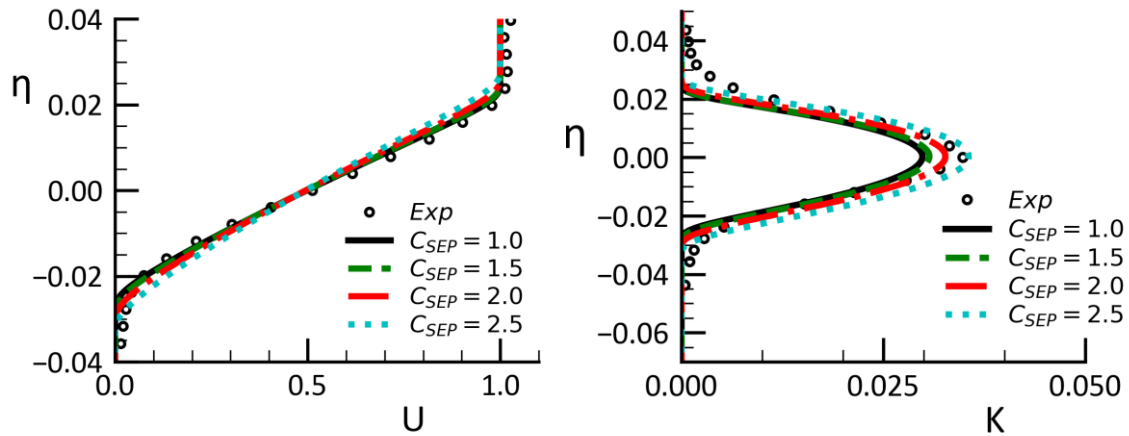 0.04
0.02
0.00
−0.02
−0.04
η
0.0
0.5
1.0
U
Exp
C_SEP = 1.0
C_SEP = 1.5
C_SEP = 2.0
C_SEP = 2.5
0.04
0.02
0.00
−0.02
−0.04
−0.06
η
0.000
0.025
0.050
K
Exp
C_SEP = 1.0
C_SEP = 1.5
C_SEP = 2.0
C_SEP = 2.5